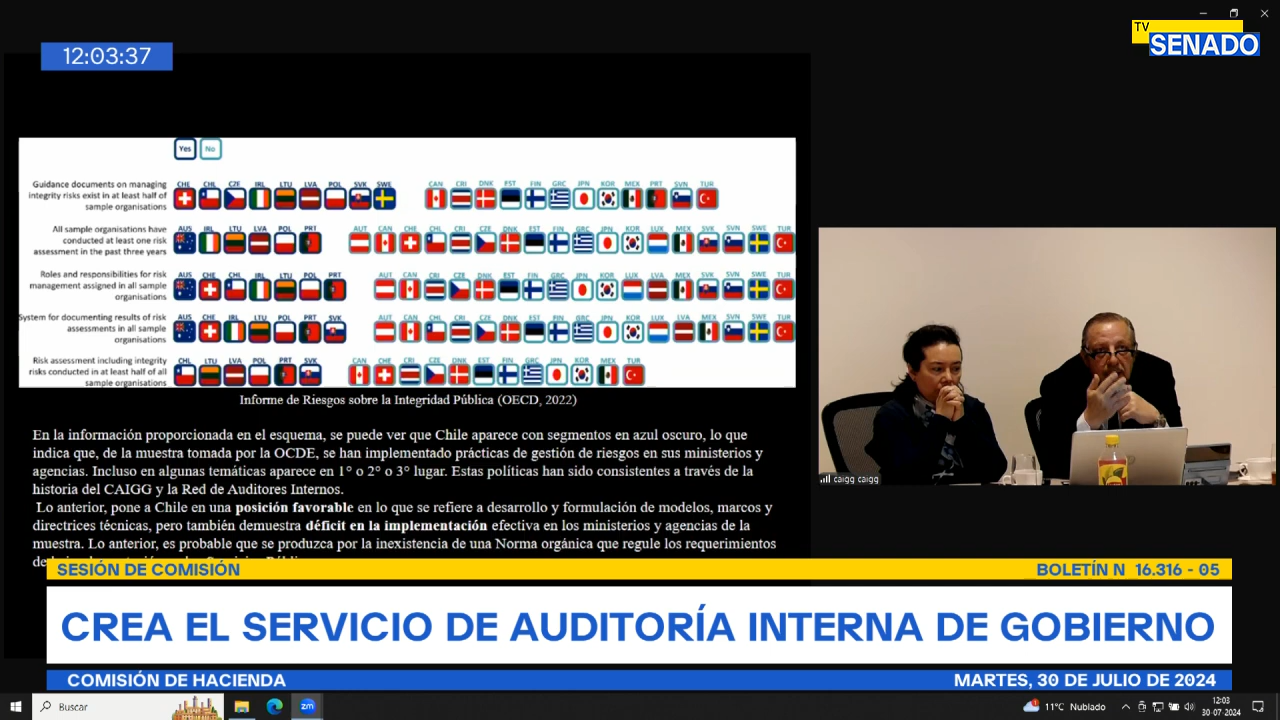 TV
SENADO
12:03:37
Yes No
Guidance documents on managing
integrity risks exist in at least half of
sample organisations
CHE CHL CZE IRL LTU LVA POL SVK SWE CAN CRI DNK EST FIN GRC JPN KOR MEX PRT SVN TUR
All sample organisations have
conducted at least one risk
assessment in the past three years
AUS IRL LTU LVA POL PRT AUT CAN CHE CHL CRI CZE DNK EST FIN GRC JPN KOR LUX MEX SVK SVN SWE TUR
Roles and responsibilities for risk
management assigned in all sample
organisations
AUS CHE CHL IRL LTU POL PRT AUT CAN CRI CZE DNK EST FIN GRC JPN KOR LUX LVA MEX SVK SVN SWE TUR
System for documenting results of risk
assessments in all sample
organisations
AUS CHE IRL LTU POL PRT SVK AUT CAN CHL CRI CZE DNK EST FIN GRC JPN KOR LUX LVA MEX SVN SWE TUR
Risk assessment including integrity
risks conducted in at least half of all
sample organisations
CHL LTU LVA POL PRT SVK CAN CHE CRI CZE DNK EST FIN GRC JPN KOR MEX TUR
Informe de Riesgos sobre la Integridad Pública (OECD, 2022)
En la información proporcionada en el esquema, se puede ver que Chile aparece con segmentos en azul oscuro, lo que
indica que, de la muestra tomada por la OCDE, se han implementado prácticas de gestión de riesgos en sus ministerios y
agencias. Incluso en algunas temáticas aparece en 1° o 2° o 3° lugar. Estas políticas han sido consistentes a través de la
historia del CAIGG y la Red de Auditores Internos.
Lo anterior, pone a Chile en una posición favorable en lo que se refiere a desarrollo y formulación de modelos, marcos y
directrices técnicas, pero también demuestra déficit en la implementación efectiva en los ministerios y agencias de la
muestra. Lo anterior, es probable que se produzca por la inexistencia de una Norma orgánica que regule los requerimientos
caigg caigg
SESIÓN DE COMISIÓN
BOLETÍN N 16.316 - 05
CREA EL SERVICIO DE AUDITORÍA INTERNA DE GOBIERNO
COMISIÓN DE HACIENDA
MARTES, 30 DE JULIO DE 2024
Buscar
zm
11°C Nublado
12:03
30-07-2024